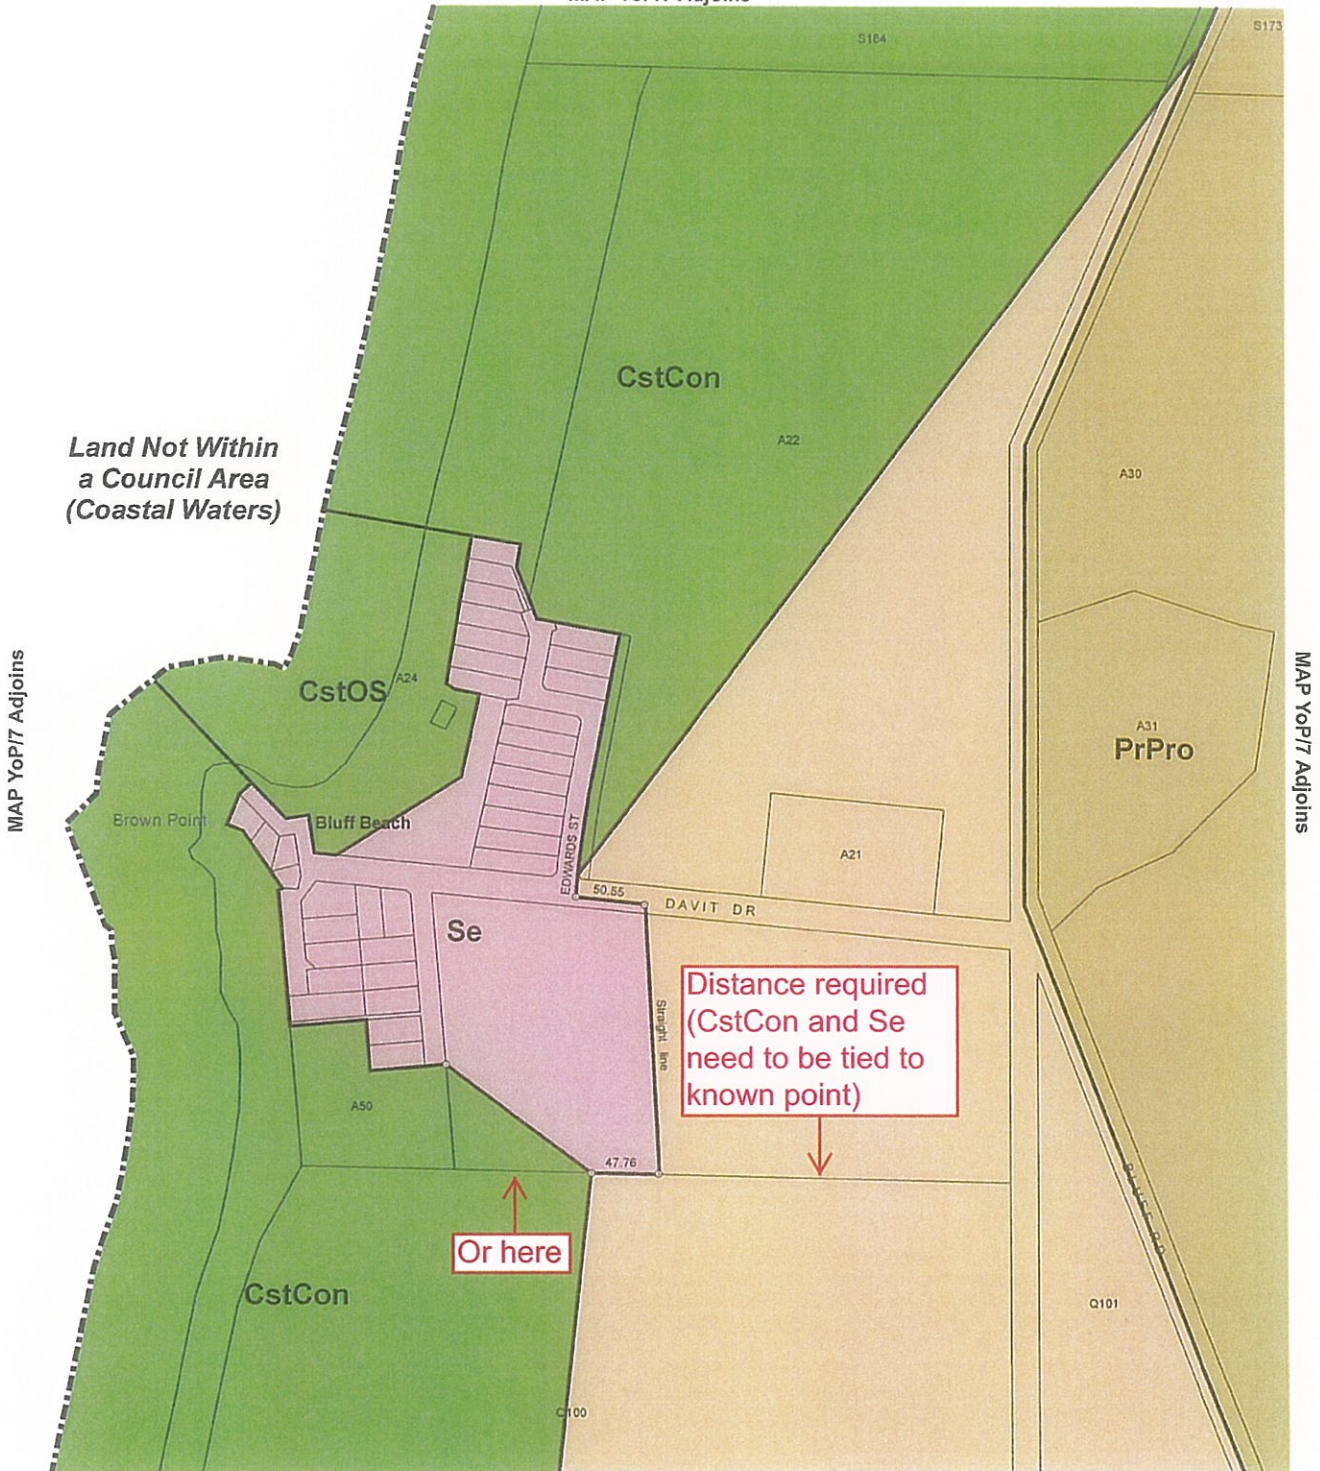 S184
S173
CstCon
A22
Land Not Within
a Council Area
(Coastal Waters)
A30
MAP YoP/7 Adjoins
MAP YoP/7 Adjoins
CstOS
A24
A31
PrPro
Brown Point
Bluff Beach
EDWARDS ST
A21
50.55
DAVIT DR
Se
Distance required
(CstCon and Se
need to be tied to
known point)
Straight line
A50
47.76
BLUFF RD
Or here
CstCon
Q101
Q100